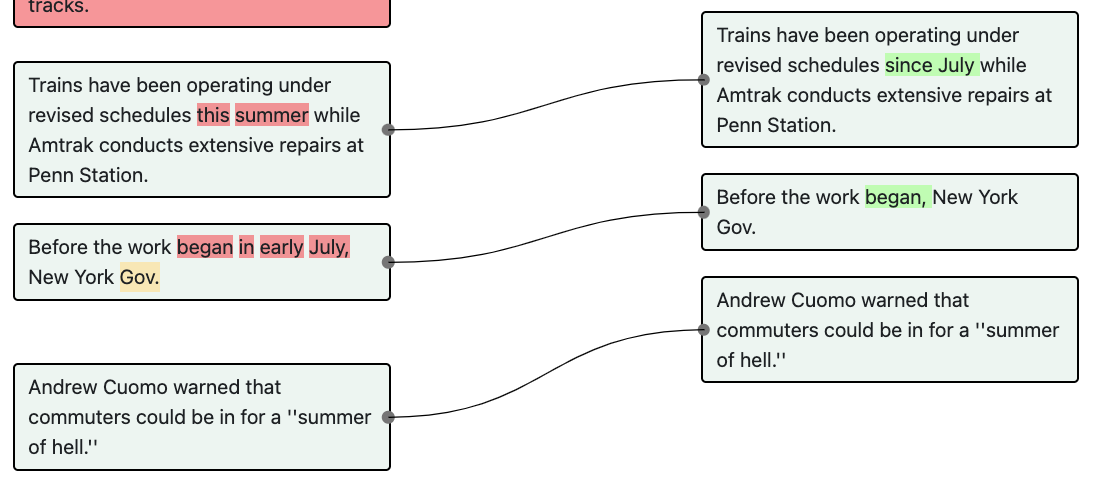 tracks.
Trains have been operating under
revised schedules this summer while
Amtrak conducts extensive repairs at
Penn Station.
Before the work began in early July,
New York Gov.
Andrew Cuomo warned that
commuters could be in for a ''summer
of hell.''
Trains have been operating under
revised schedules since July while
Amtrak conducts extensive repairs at
Penn Station.
Before the work began, New York
Gov.
Andrew Cuomo warned that
commuters could be in for a ''summer
of hell.''